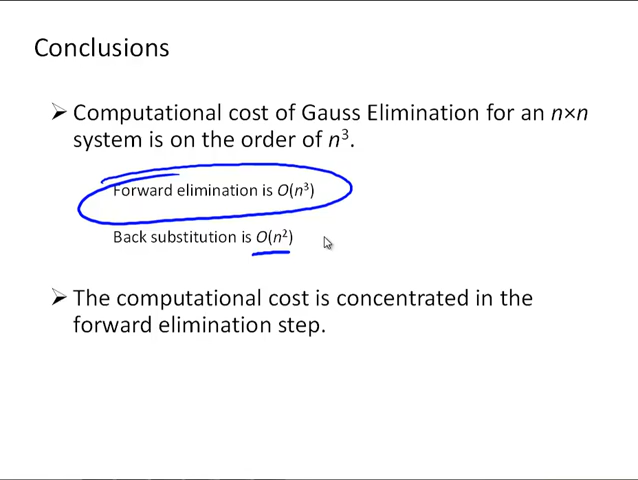 Conclusions
➢ Computational cost of Gauss Elimination for an n×n
system is on the order of n³.
Forward elimination is O(n³)
Back substitution is O(n²)
➢ The computational cost is concentrated in the
forward elimination step.